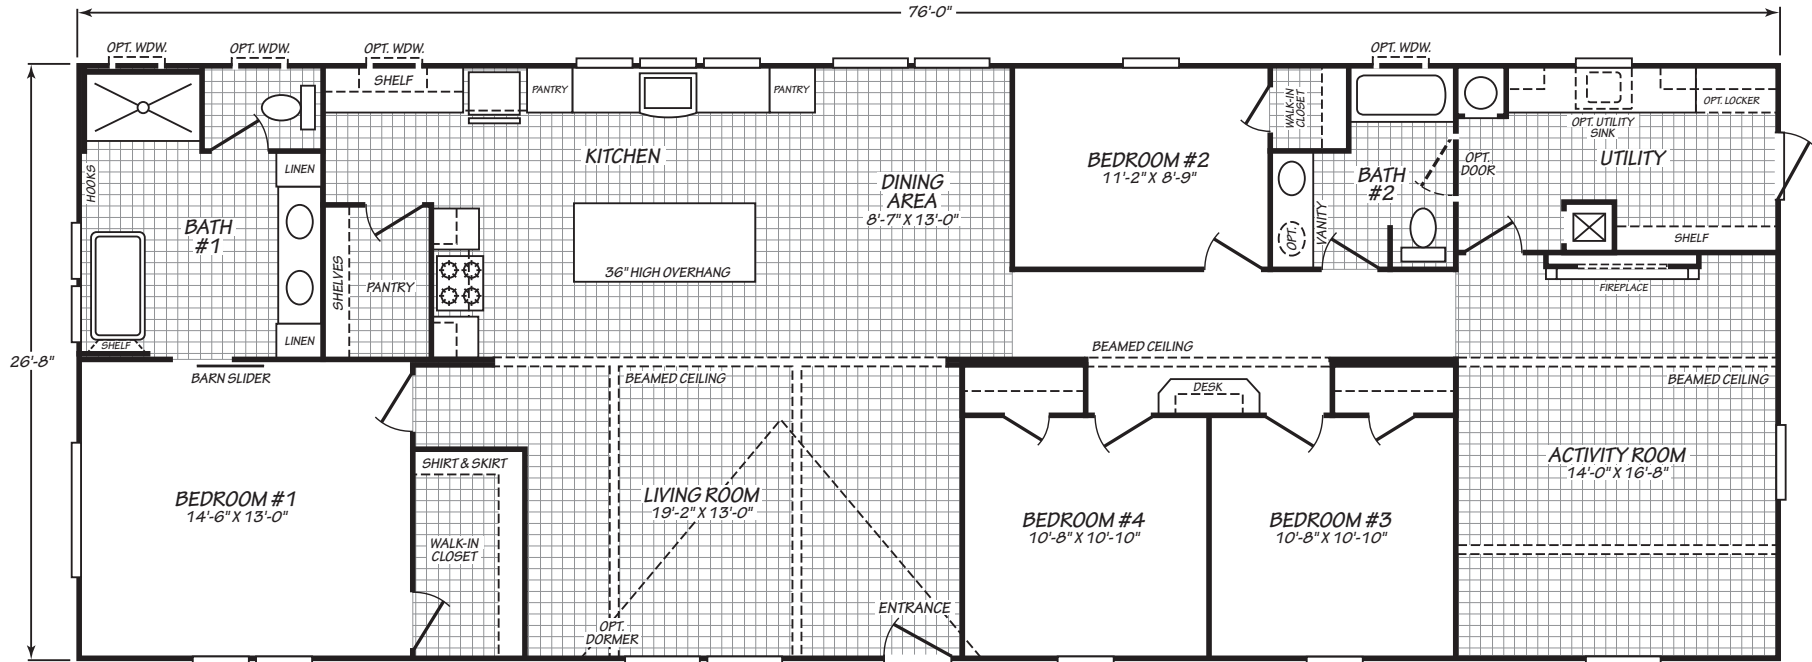 76'-0"
OPT. WDW.
OPT. WDW.
OPT. WDW.
OPT. WDW.
SHELF
PANTRY
PANTRY
WALK-IN
CLOSET
OPT. LOCKER
OPT. UTILITY
SINK
KITCHEN
BEDROOM #2
11'-2" X 8'-9"
OPT.
DOOR
UTILITY
LINEN
HOOKS
DINING
AREA
8'-7" X 13'-0"
BATH
#2
BATH
#1
VANITY
OPT.
SHELF
36" HIGH OVERHANG
SHELVES
PANTRY
FIREPLACE
LINEN
SHELF
26'-8"
BEAMED CEILING
BARN SLIDER
BEAMED CEILING
BEAMED CEILING
DESK
SHIRT & SKIRT
ACTIVITY ROOM
14'-0" X 16'-8"
BEDROOM #1
14'-6" X 13'-0"
LIVING ROOM
19'-2" X 13'-0"
BEDROOM #4
10'-8" X 10'-10"
BEDROOM #3
10'-8" X 10'-10"
WALK-IN
CLOSET
ENTRANCE
OPT.
DORMER